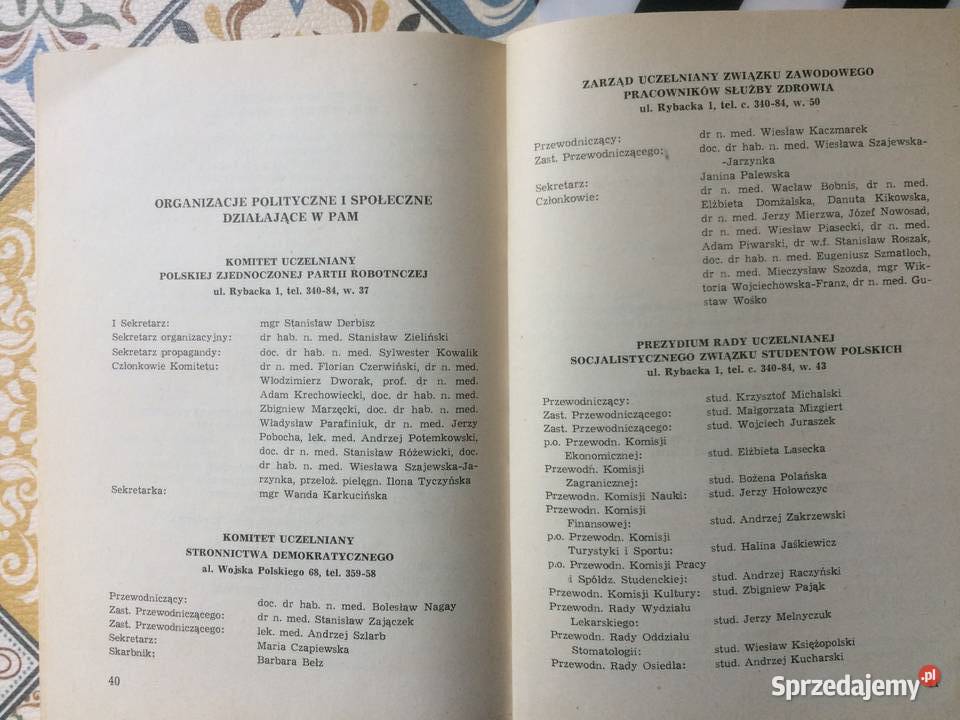 ORGANIZACJE POLITYCZNE I SPOŁECZNE
DZIAŁAJĄCE W PAM
KOMITET UCZELNIANY
POLSKIEJ ZJEDNOCZONEJ PARTII ROBOTNCZEJ
ul. Rybacka 1, tel. 340-84, w. 37
I Sekretarz: mgr Stanisław Derbisz
Sekretarz organizacyjny: dr hab. n. med. Stanisław Zieliński
Sekretarz propagandy: doc. dr hab. n. med. Sylwester Kowalik
Członkowie Komitetu: dr n. med. Florian Czerwiński, dr n. med.
Włodzimierz Dworak, prof. dr n. med.
Adam Krechowiecki, doc. dr hab. n. med.
Zbigniew Marzęcki, doc. dr hab. n. med.
Władysław Parafiniuk, dr n. med. Jerzy
Pobocha, lek. med. Andrzej Potemkowski,
doc. dr n. med. Stanisław Różewicki, doc.
dr hab. n. med. Wiesława Szajewska-Ja-
rzynka, przeloż. pielęgn. Ilona Tyczyńska
Sekretarka: mgr Wanda Karkucińska
KOMITET UCZELNIANY
STRONNICTWA DEMOKRATYCZNEGO
al. Wojska Polskiego 68, tel. 359-58
Przewodniczący: doc. dr hab. n. med. Bolesław Nagay
Zast. Przewodniczącego: dr n. med. Stanisław Zajączek
Zast. Przewodniczącego: lek. med. Andrzej Szlarb
Sekretarz: Maria Czapiewska
Skarbnik: Barbara Bełz
40
ZARZĄD UCZELNIANY ZWIĄZKU ZAWODOWEGO
PRACOWNIKÓW SŁUŻBY ZDROWIA
ul. Rybacka 1, tel. c. 340-84, w. 50
Przewodniczący: dr n. med. Wiesław Kaczmarek
Zast. Przewodniczącego: doc. dr hab. n. med. Wiesława Szajewska-
-Jarzynka
Sekretarz: Janina Palewska
Członkowie: dr n. med. Wacław Bobnis, dr n. med.
Elżbieta Domżalska, Danuta Kikowska,
dr n. med. Jerzy Mierzwa, Józef Nowosad,
dr n. med. Wiesław Piasecki, dr n. med.
Adam Piwarski, dr w.f. Stanisław Roszak,
doc. dr hab. n. med. Eugeniusz Szmatloch,
dr n. med. Mieczysław Szozda, mgr Wik-
toria Wojciechowska-Franz, dr n. med. Gu-
staw Wośko
PREZYDIUM RADY UCZELNIANEJ
SOCJALISTYCZNEGO ZWIĄZKU STUDENTÓW POLSKICH
ul. Rybacka 1, tel. c. 340-84, w. 43
Przewodniczący: stud. Krzysztof Michalski
Zast. Przewodniczącego: stud. Małgorzata Mizgiert
Zast. Przewodniczącego: stud. Wojciech Juraszek
p.o. Przewodn. Komisji
Ekonomicznej: stud. Elżbieta Lasecka
Przewodń. Komisji
Zagranicznej: stud. Bożena Polańska
Przewodn. Komisji Nauki: stud. Jerzy Hołowczyc
Przewodn. Komisji
Finansowej: stud. Andrzej Zakrzewski
p.o. Przewodn. Komisji
Turystyki i Sportu: stud. Halina Jaśkiewicz
p.o. Przewodn. Komisji Pracy
i Spółdz. Studenckiej: stud. Andrzej Raczyński
Przewodn. Komisji Kultury: stud. Zbigniew Pająk
Przewodn. Rady Wydziału
Lekarskiego: stud. Jerzy Melnyczuk
Przewodn. Rady Oddziału
Stomatologii: stud. Wiesław Księżopolski
Przewodn. Rady Osiedla: stud. Andrzej Kucharski
Sprzedajemy.pl